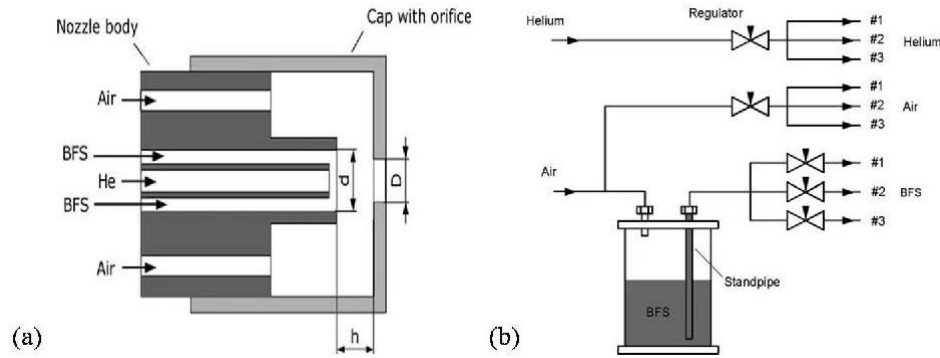 Cap with orifice
Nozzle body
Air
BFS
He
BFS
Air
d
D
h
(a)
Regulator
Helium
#1
#2
Helium
#3
#1
#2
Air
#3
Air
#1
#2
BFS
#3
Standpipe
BFS
(b)